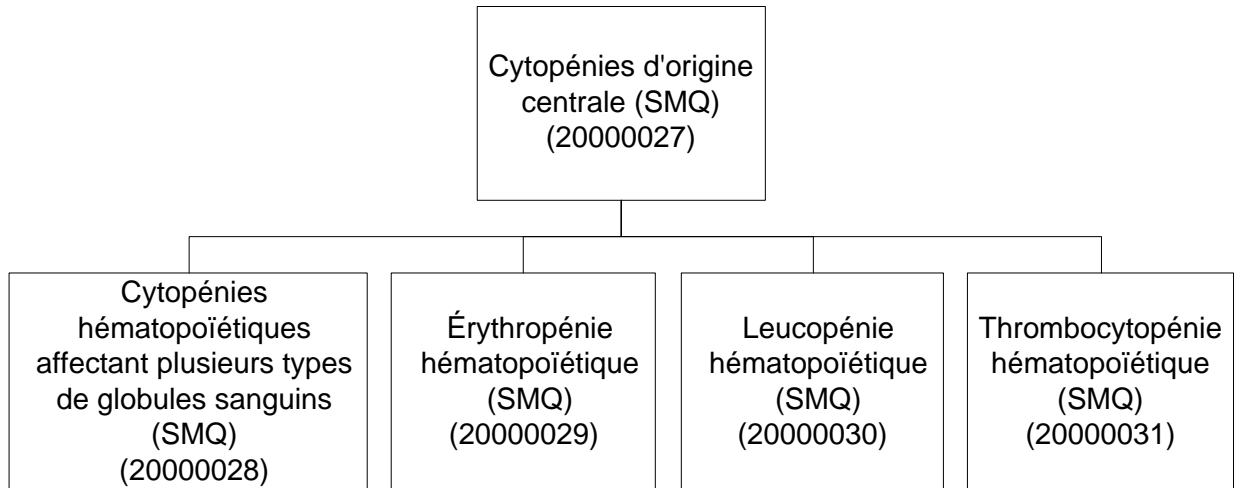 Cytopénies d'origine
centrale (SMQ)
(20000027)
Cytopénies
hématopoïétiques
affectant plusieurs types
de globules sanguins
(SMQ)
(20000028)
Érythropénie
hématopoïétique
(SMQ)
(20000029)
Leucopénie
hématopoïétique
(SMQ)
(20000030)
Thrombocytopénie
hématopoïétique
(SMQ)
(20000031)